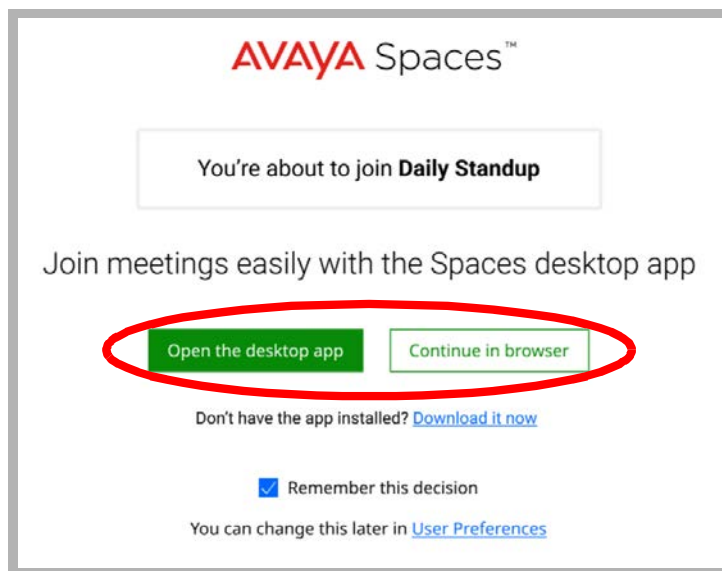 AVAYA Spaces™
You're about to join Daily Standup
Join meetings easily with the Spaces desktop app
Open the desktop app Continue in browser
Don't have the app installed? Download it now
Remember this decision
You can change this later in User Preferences